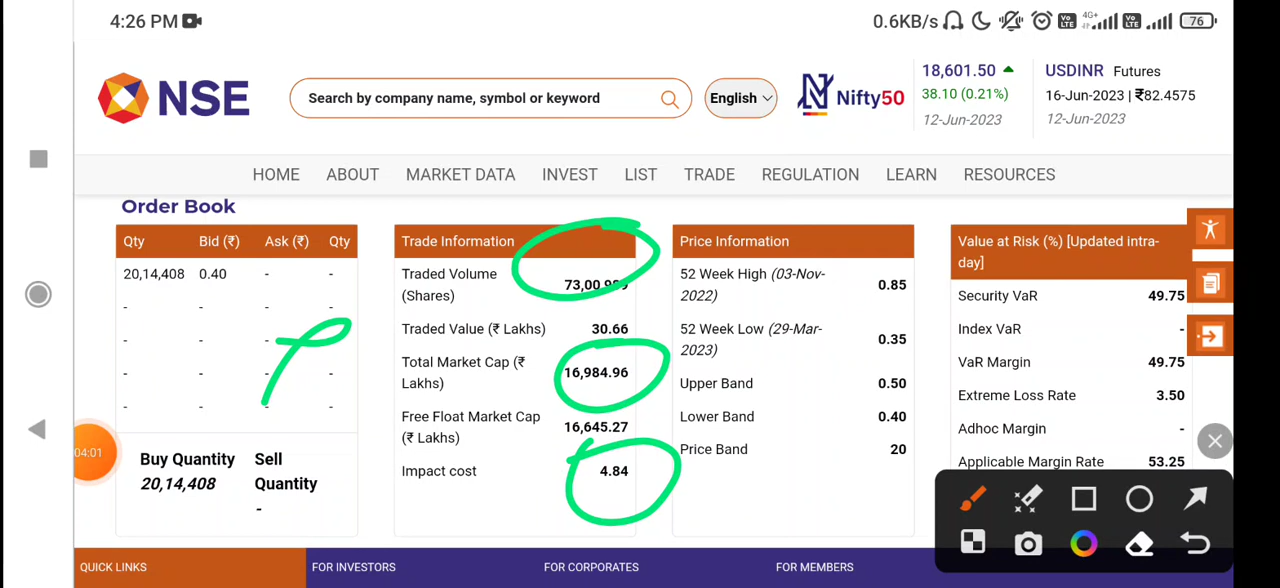 4:26 PM 0.6KB/s 4G+ Vo LTE Vo LTE 76
NSE
Search by company name, symbol or keyword
English
Nifty50
18,601.50
38.10 (0.21%)
12-Jun-2023
USDINR Futures
16-Jun-2023 | ₹82.4575
12-Jun-2023
HOME ABOUT MARKET DATA INVEST LIST TRADE REGULATION LEARN RESOURCES
Order Book
Qty Bid (₹) Ask (₹) Qty
20,14,408 0.40 - -
- - - -
- - - -
- - - -
- - - -
Buy Quantity Sell
20,14,408 Quantity
-
Trade Information
Traded Volume
(Shares)
Traded Value (₹ Lakhs) 30.66
Total Market Cap (₹
Lakhs) 16,984.96
Free Float Market Cap
(₹ Lakhs) 16,645.27
Impact cost 4.84
Price Information
52 Week High (03-Nov-
2022) 0.85
52 Week Low (29-Mar-
2023) 0.35
Upper Band 0.50
Lower Band 0.40
Price Band 20
Value at Risk (%) [Updated intra-
day]
Security VaR 49.75
Index VaR -
VaR Margin 49.75
Extreme Loss Rate 3.50
Adhoc Margin -
Applicable Margin Rate 53.25
04:01
QUICK LINKS FOR INVESTORS FOR CORPORATES FOR MEMBERS